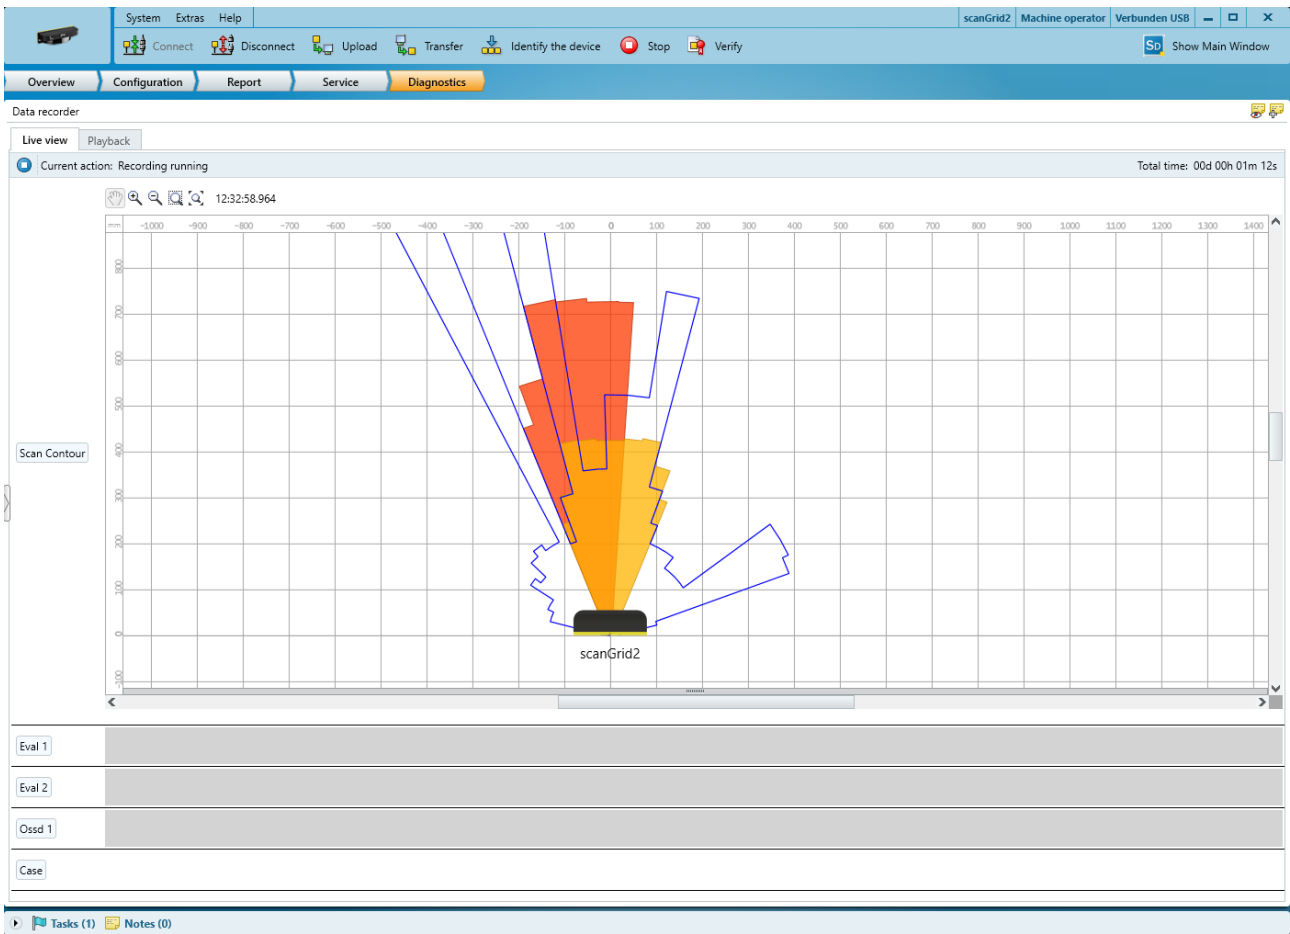 System Extras Help scanGrid2 Machine operator Verbunden USB
Connect Disconnect Upload Transfer Identify the device Stop Verify SD Show Main Window
Overview Configuration Report Service Diagnostics
Data recorder
Live view Playback
Current action: Recording running Total time: 00d 00h 01m 12s
12:32:58.964
mm -1000 -900 -800 -700 -600 -500 -400 -300 -200 -100 0 100 200 300 400 500 600 700 800 900 1000 1100 1200 1300 1400
800
700
600
500
Scan Contour 400
300
200
100
0
scanGrid2
-100
Eval 1
Eval 2
Ossd 1
Case
Tasks (1) Notes (0)